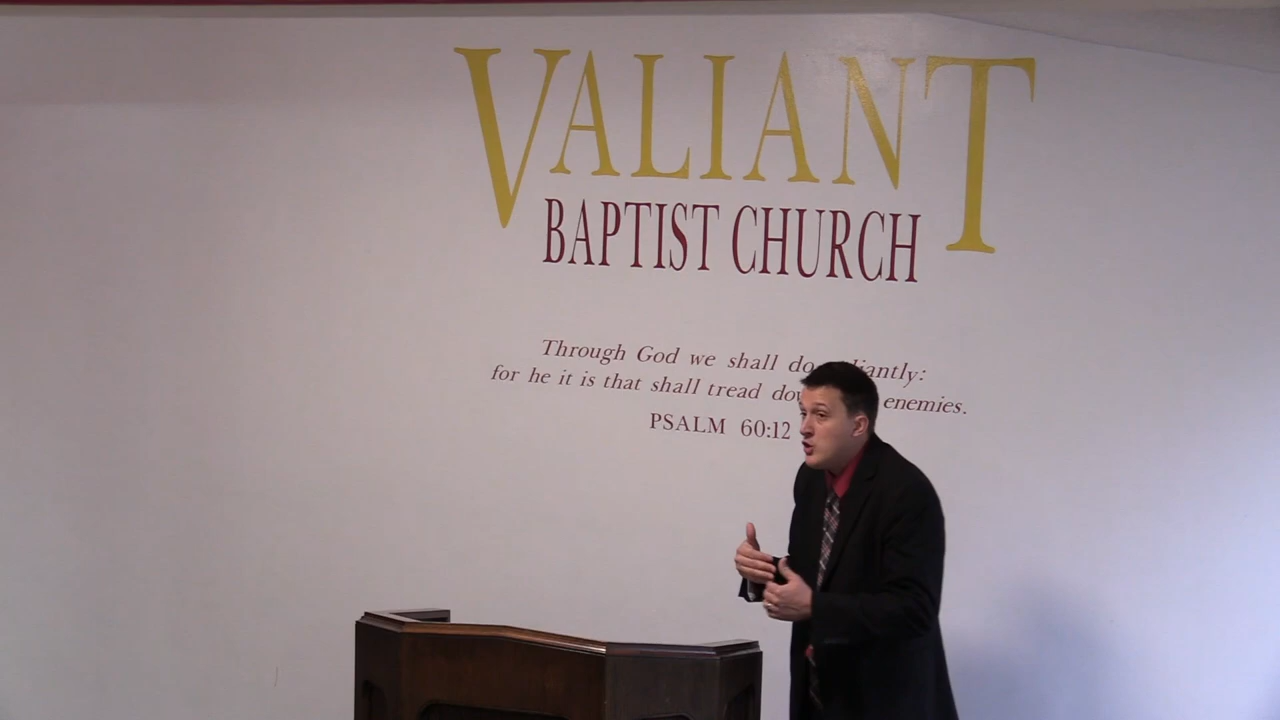 VALIANT
BAPTIST CHURCH
Through God we shall do
for he it is that shall tread enemies.
PSALM 60:12